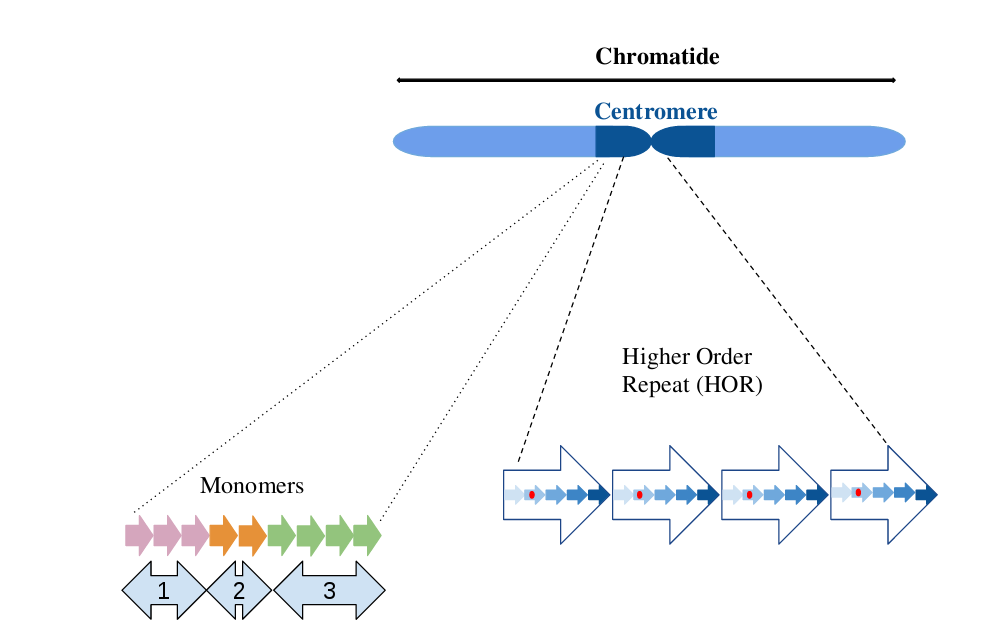 Chromatide
Centromere
Higher Order
Repeat (HOR)
Monomers
1 2 3